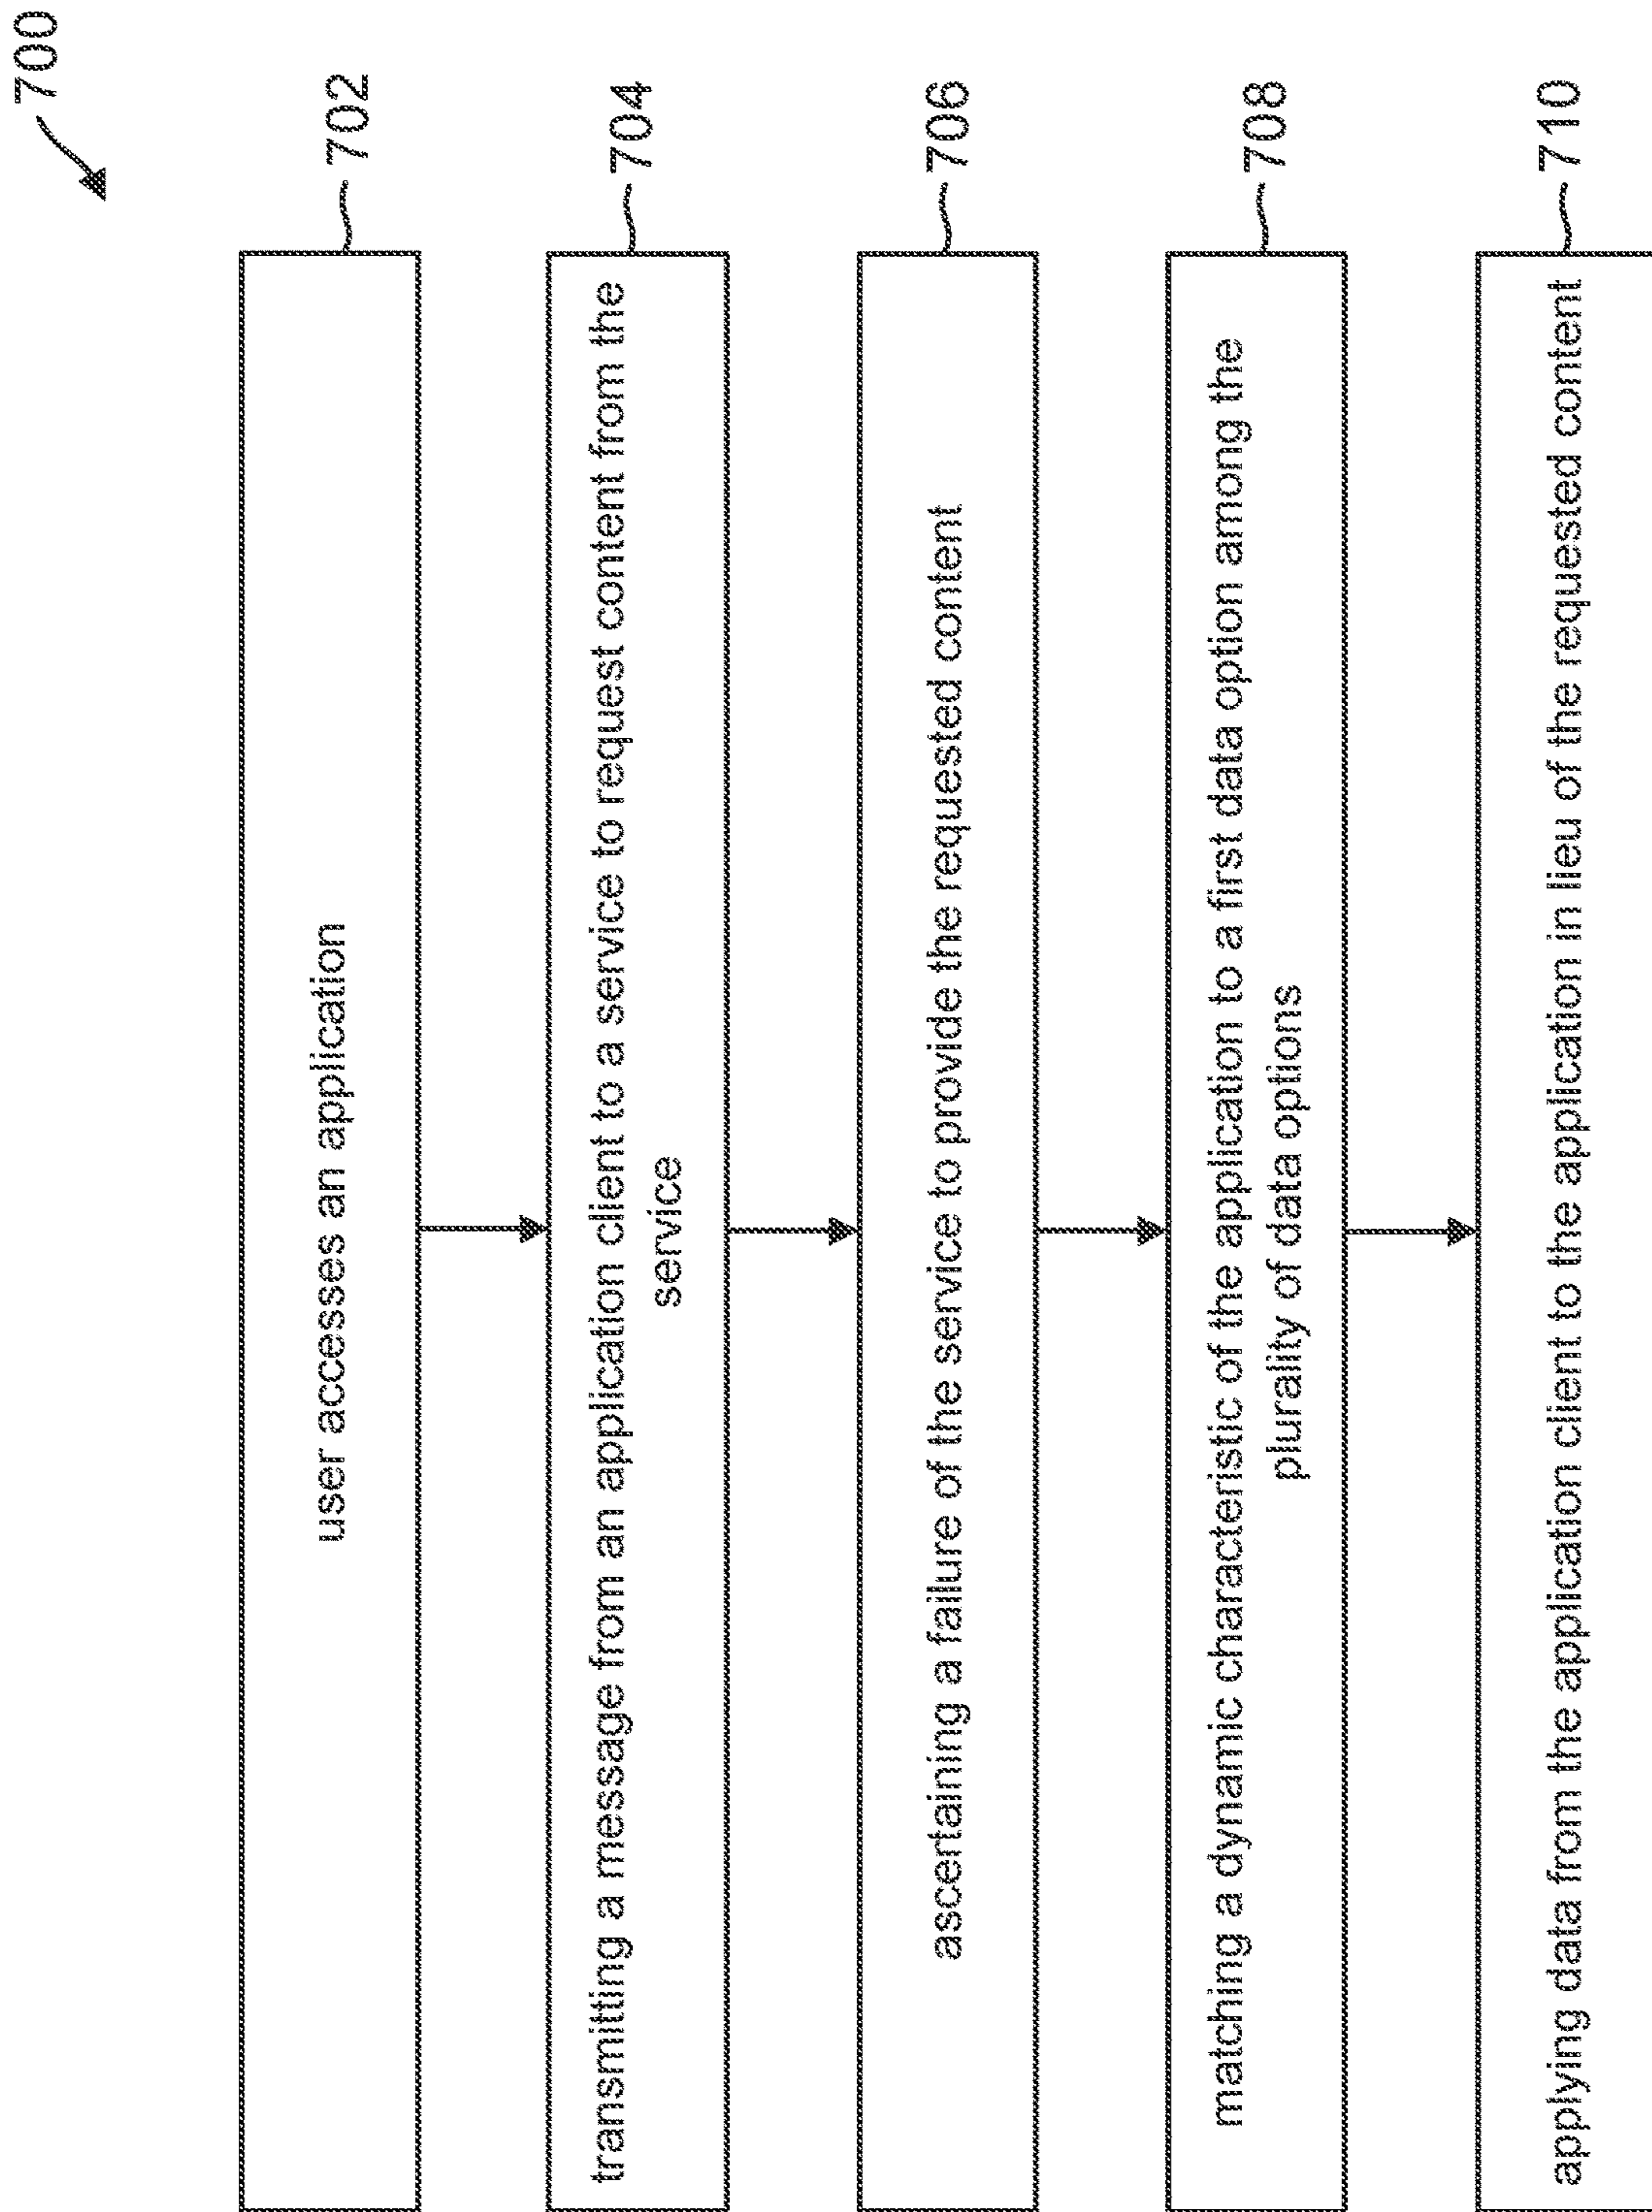 700
user accesses an application
702
transmitting a message from an application client to a service to request content from the
service
704
ascertaining a failure of the service to provide the requested content
706
matching a dynamic characteristic of the application to a first data option among the
plurality of data options
708
applying data from the application client to the application in lieu of the requested content
710